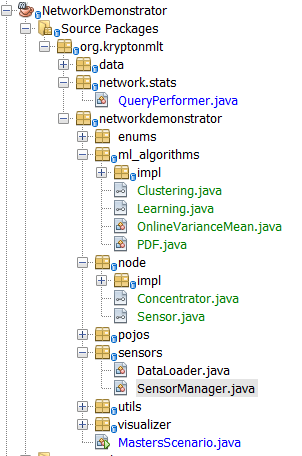 NetworkDemonstrator
Source Packages
org.kryptonmlt
data
network.stats
QueryPerformer.java
networkdemonstrator
enums
ml_algorithms
impl
Clustering.java
Learning.java
OnlineVarianceMean.java
PDF.java
node
impl
Concentrator.java
Sensor.java
pojos
sensors
DataLoader.java
SensorManager.java
utils
visualizer
MastersScenario.java